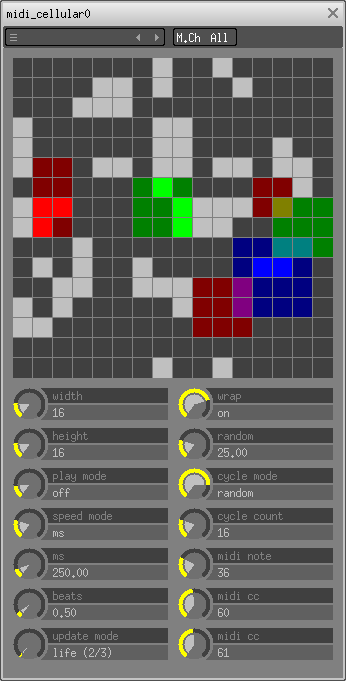 midi_cellular0
M.Ch All
width
16
wrap
on
height
16
random
25.00
play mode
off
cycle mode
random
speed mode
ms
cycle count
16
ms
250.00
midi note
36
beats
0.50
midi cc
60
update mode
life (2/3)
midi cc
61